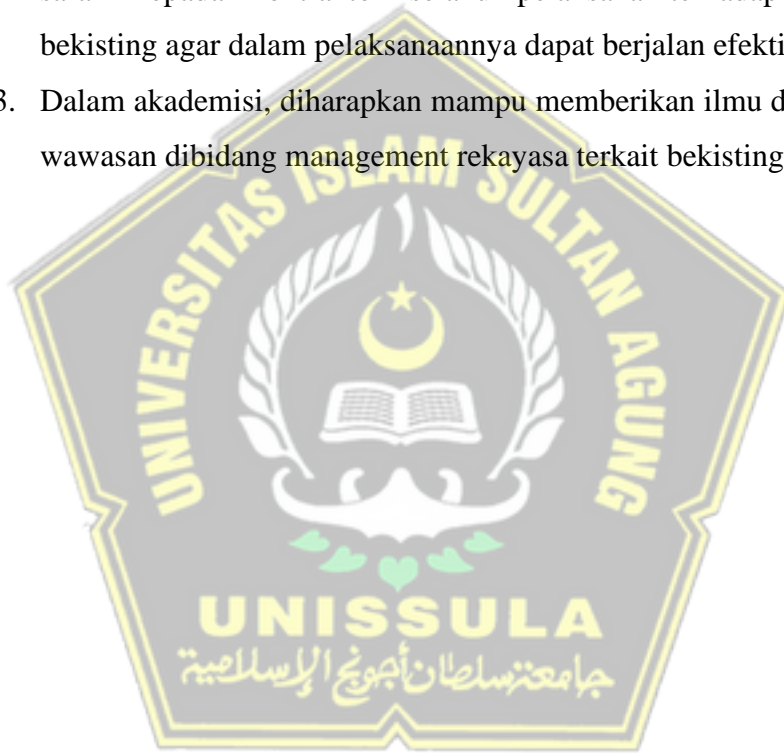 bekisting agar dalam pelaksanaannya dapat berjalan efekti
3. Dalam akademisi, diharapkan mampu memberikan ilmu d
wawasan dibidang management rekayasa terkait bekisting
UNIVERSITAS ISLAM SULTAN AGUNG
UNISSULA
جامعة سلطان أجونج الإسلامية